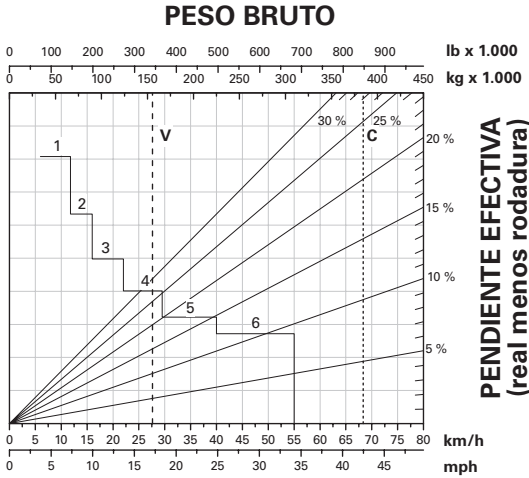 PESO BRUTO
0 100 200 300 400 500 600 700 800 900 lb x 1.000
0 50 100 150 200 250 300 350 400 450 kg x 1.000
30 % 25 %
V C
1
20 %
2
15 %
3
4
10 %
5
6
5 %
PENDIENTE EFECTIVA
(real menos rodadura)
0 5 10 15 20 25 30 35 40 45 50 55 60 65 70 75 80 km/h
0 5 10 15 20 25 30 35 40 45 mph